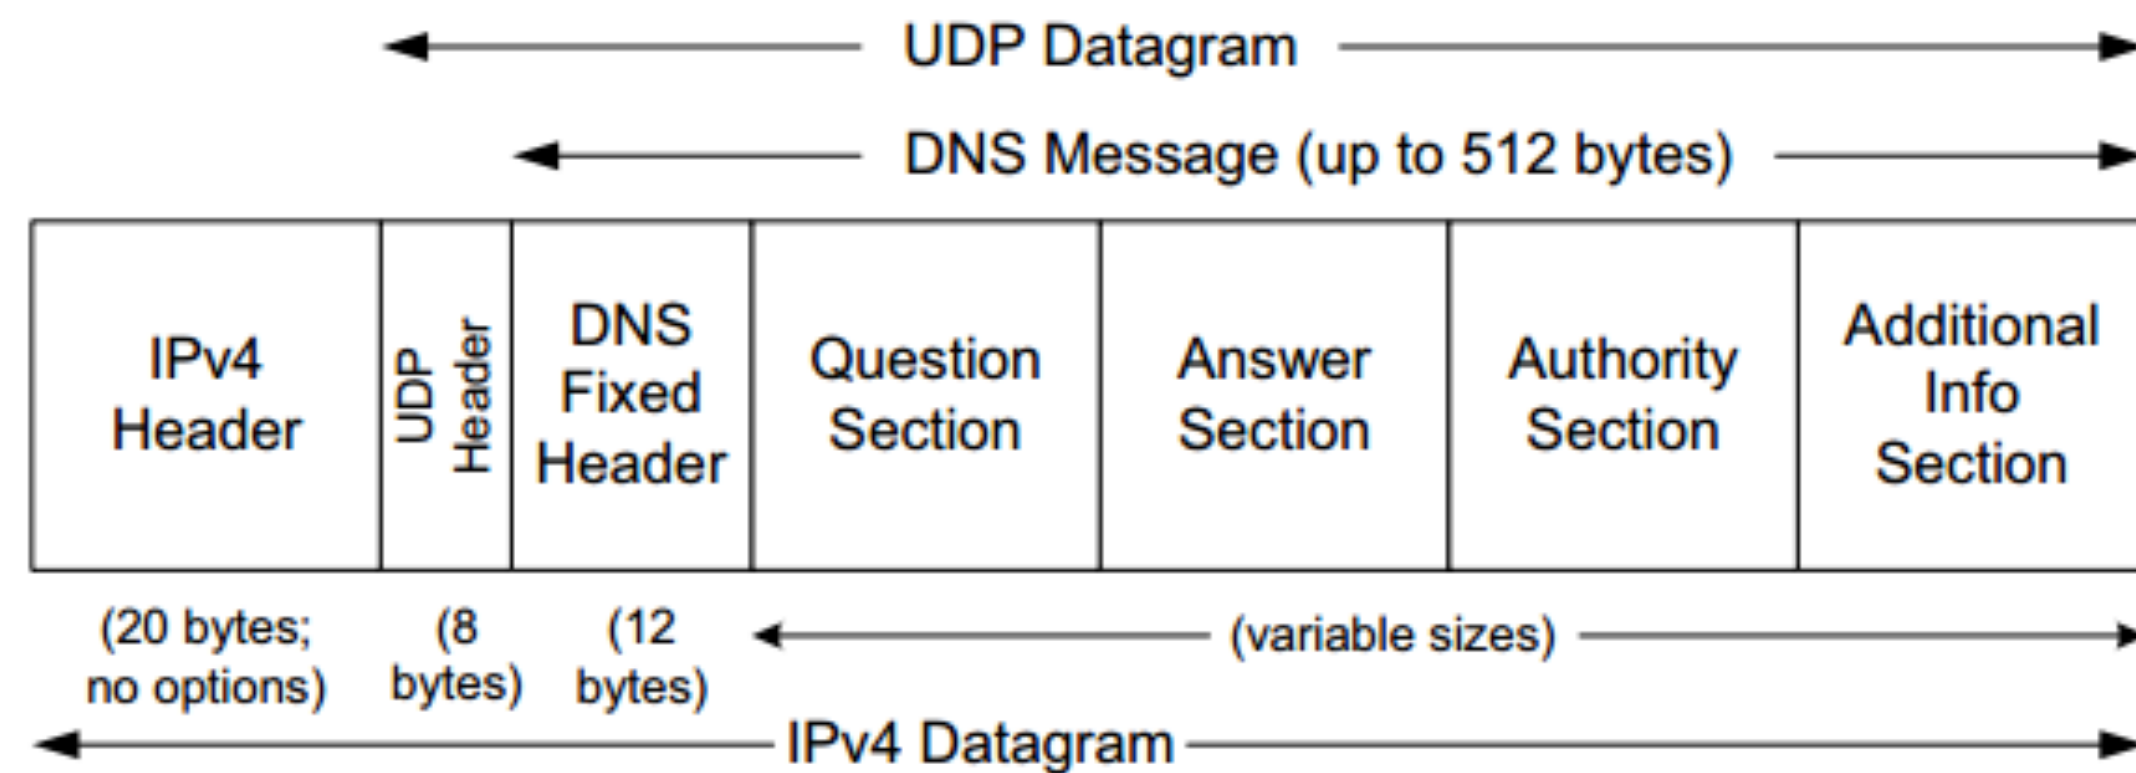 UDP Datagram
DNS Message (up to 512 bytes)
IPv4
Header
UDP
Header
DNS
Fixed
Header
Question
Section
Answer
Section
Authority
Section
Additional
Info
Section
(20 bytes;
no options)
(8
bytes)
(12
bytes)
(variable sizes)
IPv4 Datagram